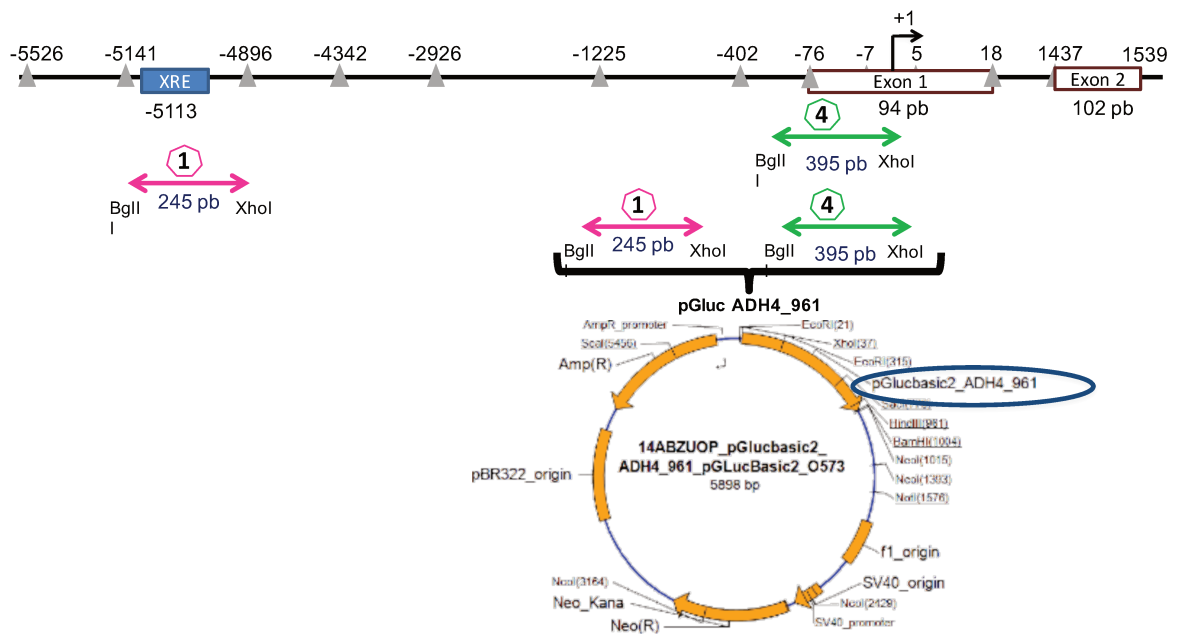 +1
-5526 -5141 -4896 -4342 -2926 -1225 -402 -76 -7 5 18 1437 1539
XRE Exon 1 Exon 2
-5113 94 pb 102 pb
4
BglI
I
395 pb
XhoI
1
BglI
I
245 pb
XhoI
1
BglI
I
245 pb
XhoI
4
BglI
I
395 pb
XhoI
pGluc ADH4_961
AmpR_promoter
EcoRI(21)
ScaI(5456)
XhoI(37)
Amp(R)
EcoRI(315)
pGlucbasic2_ADH4_961
HindIII(961)
BamHI(1004)
NcoI(1015)
NcoI(1393)
NotI(1576)
14ABZUOP_pGlucbasic2_
ADH4_961_pGLucBasic2_O573
5898 bp
pBR322_origin
f1_origin
SV40_origin
NcoI(2429)
SV40_promoter
NcoI(3164)
Neo_Kana
Neo(R)